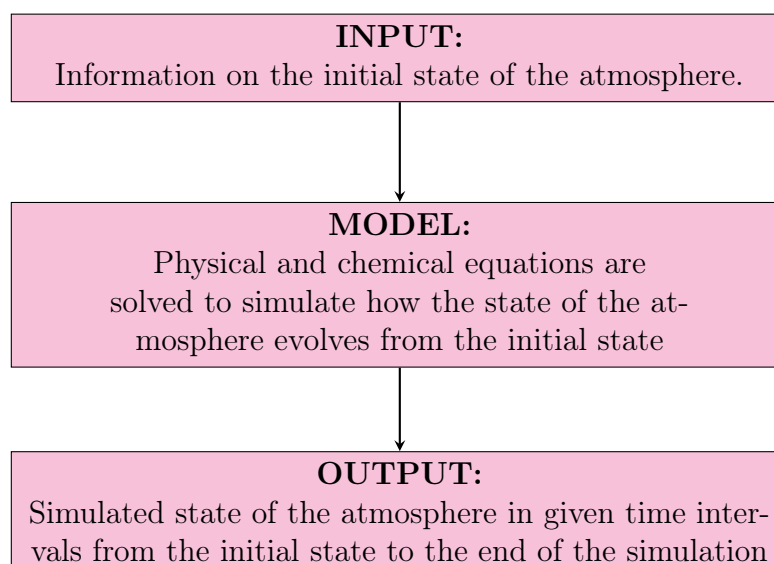 INPUT:
Information on the initial state of the atmosphere.
MODEL:
Physical and chemical equations are
solved to simulate how the state of the at-
mosphere evolves from the initial state
OUTPUT:
Simulated state of the atmosphere in given time inter-
vals from the initial state to the end of the simulation